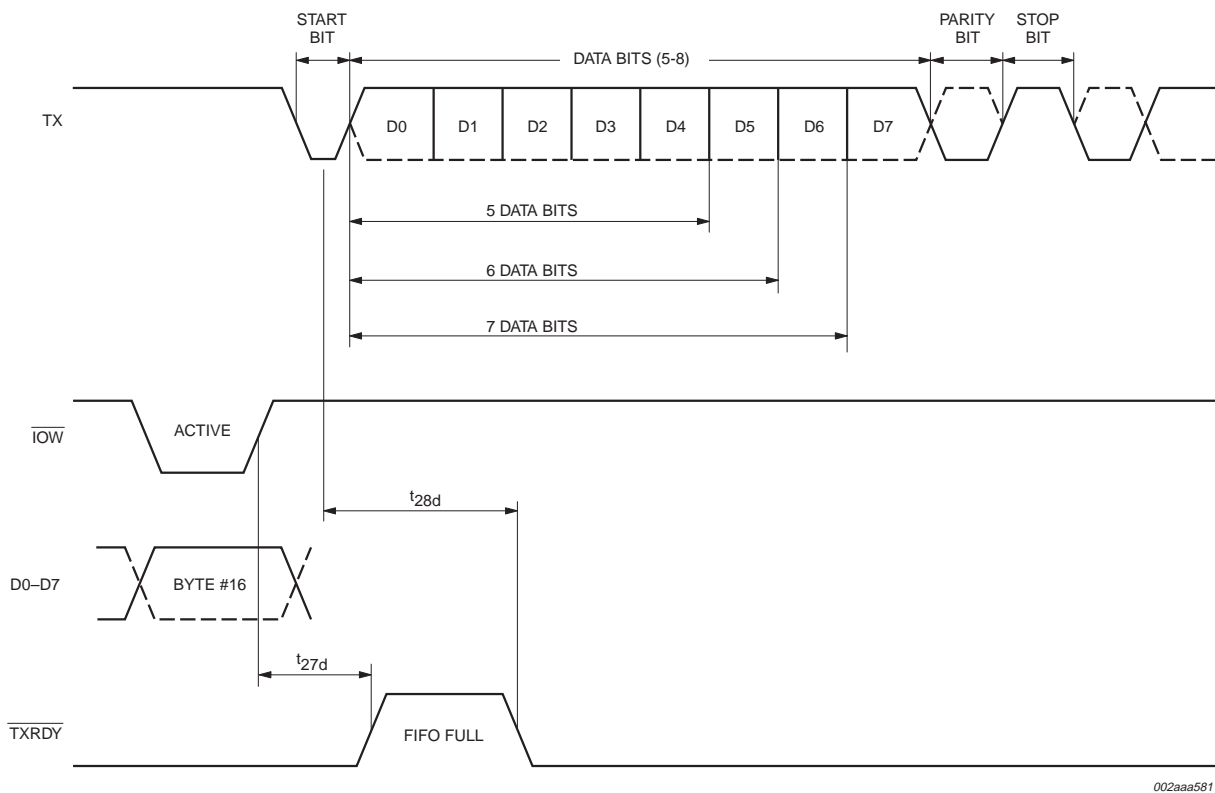 START
BIT
DATA BITS (5-8)
PARITY
BIT
STOP
BIT
TX
D0
D1
D2
D3
D4
D5
D6
D7
5 DATA BITS
6 DATA BITS
7 DATA BITS
IOW
ACTIVE
t28d
D0–D7
BYTE #16
t27d
TXRDY
FIFO FULL
002aaa581